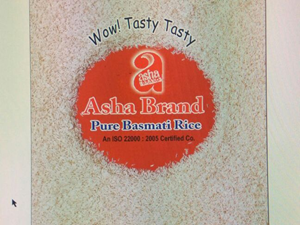 Wow! Tasty Tasty
a
asha
Asha Brand
Pure Basmati Rice
An ISO 22000 : 2005 Certified Co.